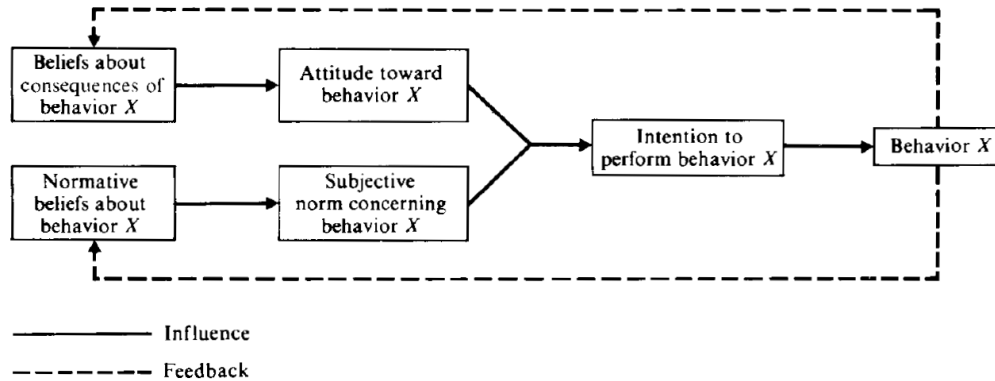 Beliefs about
consequences of
behavior X
Attitude toward
behavior X
Intention to
perform behavior X
Behavior X
Normative
beliefs about
behavior X
Subjective
norm concerning
behavior X
Influence
Feedback